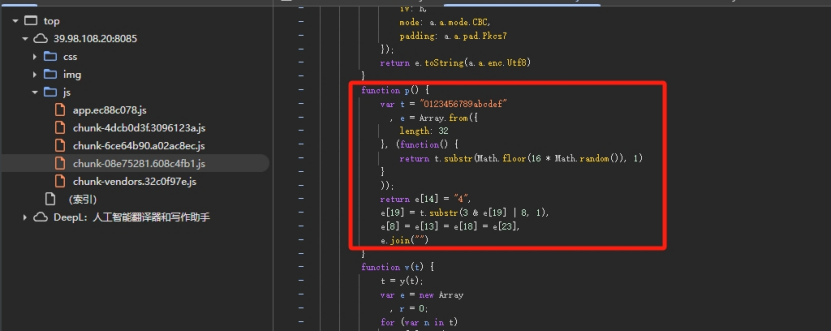 top
39.98.108.20:8085
css
img
js
app.ec88c078.js
chunk-4dcb0d3f.3096123a.js
chunk-6ce64b90.a02ac8ec.js
chunk-08e75281.608c4fb1.js
chunk-vendors.32c0f97e.js
(索引)
DeepL：人工智能翻译器和写作助手
iv: h,
mode: a.a.mode.CBC,
padding: a.a.pad.Pkcs7
});
return e.toString(a.a.enc.Utf8)
}
function p() {
var t = "0123456789abcdef"
, e = Array.from({
length: 32
}, (function() {
return t.substr(Math.floor(16 * Math.random()), 1)
}
));
return e[14] = "4",
e[19] = t.substr(3 & e[19] | 8, 1),
e[8] = e[13] = e[18] = e[23],
e.join("")
}
function v(t) {
t = y(t);
var e = new Array
, r = 0;
for (var n in t)